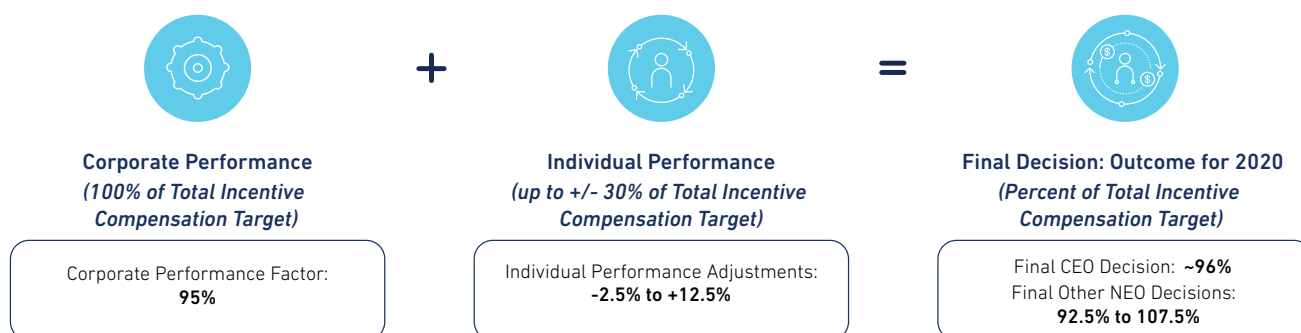 +
=
Corporate Performance
(100% of Total Incentive
Compensation Target)
Corporate Performance Factor:
95%
Individual Performance
(up to +/- 30% of Total Incentive
Compensation Target)
Individual Performance Adjustments:
-2.5% to +12.5%
$
$
Final Decision: Outcome for 2020
(Percent of Total Incentive
Compensation Target)
Final CEO Decision: ~96%
Final Other NEO Decisions:
92.5% to 107.5%